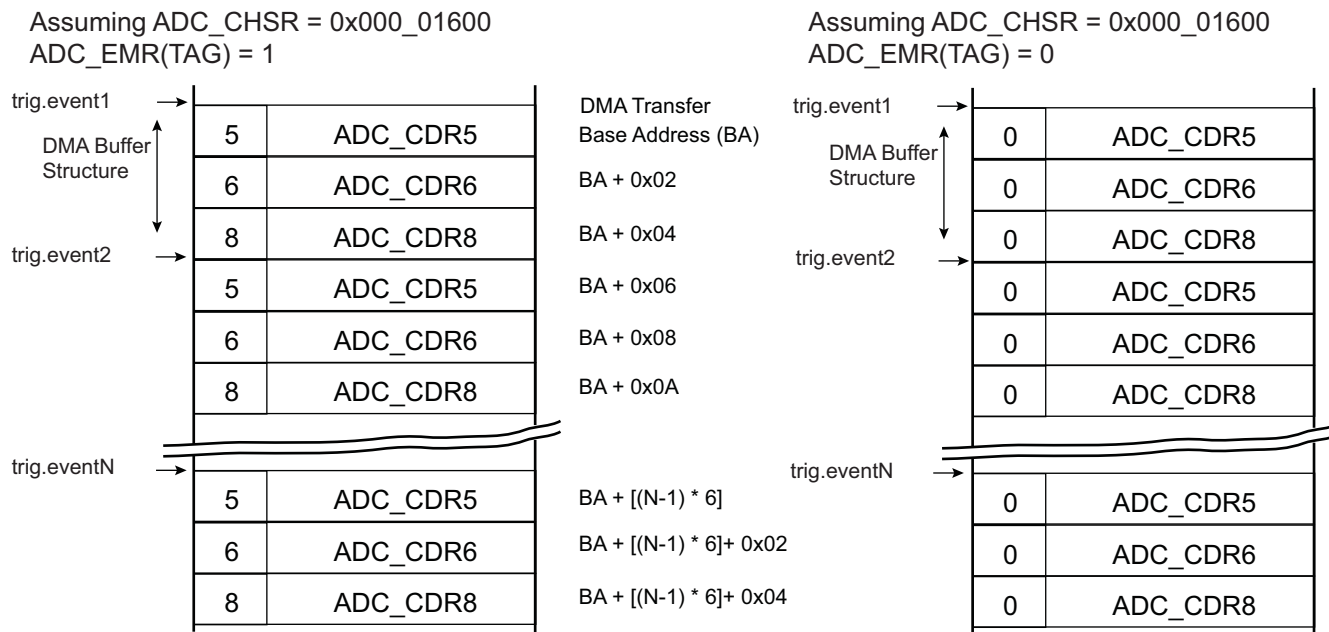 Assuming ADC_CHSR = 0x000_01600
ADC_EMR(TAG) = 1
trig.event1
DMA Buffer
Structure
5 ADC_CDR5
6 ADC_CDR6
8 ADC_CDR8
trig.event2
5 ADC_CDR5
6 ADC_CDR6
8 ADC_CDR8
trig.eventN
5 ADC_CDR5
6 ADC_CDR6
8 ADC_CDR8
DMA Transfer
Base Address (BA)
BA + 0x02
BA + 0x04
BA + 0x06
BA + 0x08
BA + 0x0A
BA + [(N-1) * 6]
BA + [(N-1) * 6]+ 0x02
BA + [(N-1) * 6]+ 0x04
Assuming ADC_CHSR = 0x000_01600
ADC_EMR(TAG) = 0
trig.event1
DMA Buffer
Structure
0 ADC_CDR5
0 ADC_CDR6
0 ADC_CDR8
trig.event2
0 ADC_CDR5
0 ADC_CDR6
0 ADC_CDR8
trig.eventN
0 ADC_CDR5
0 ADC_CDR6
0 ADC_CDR8